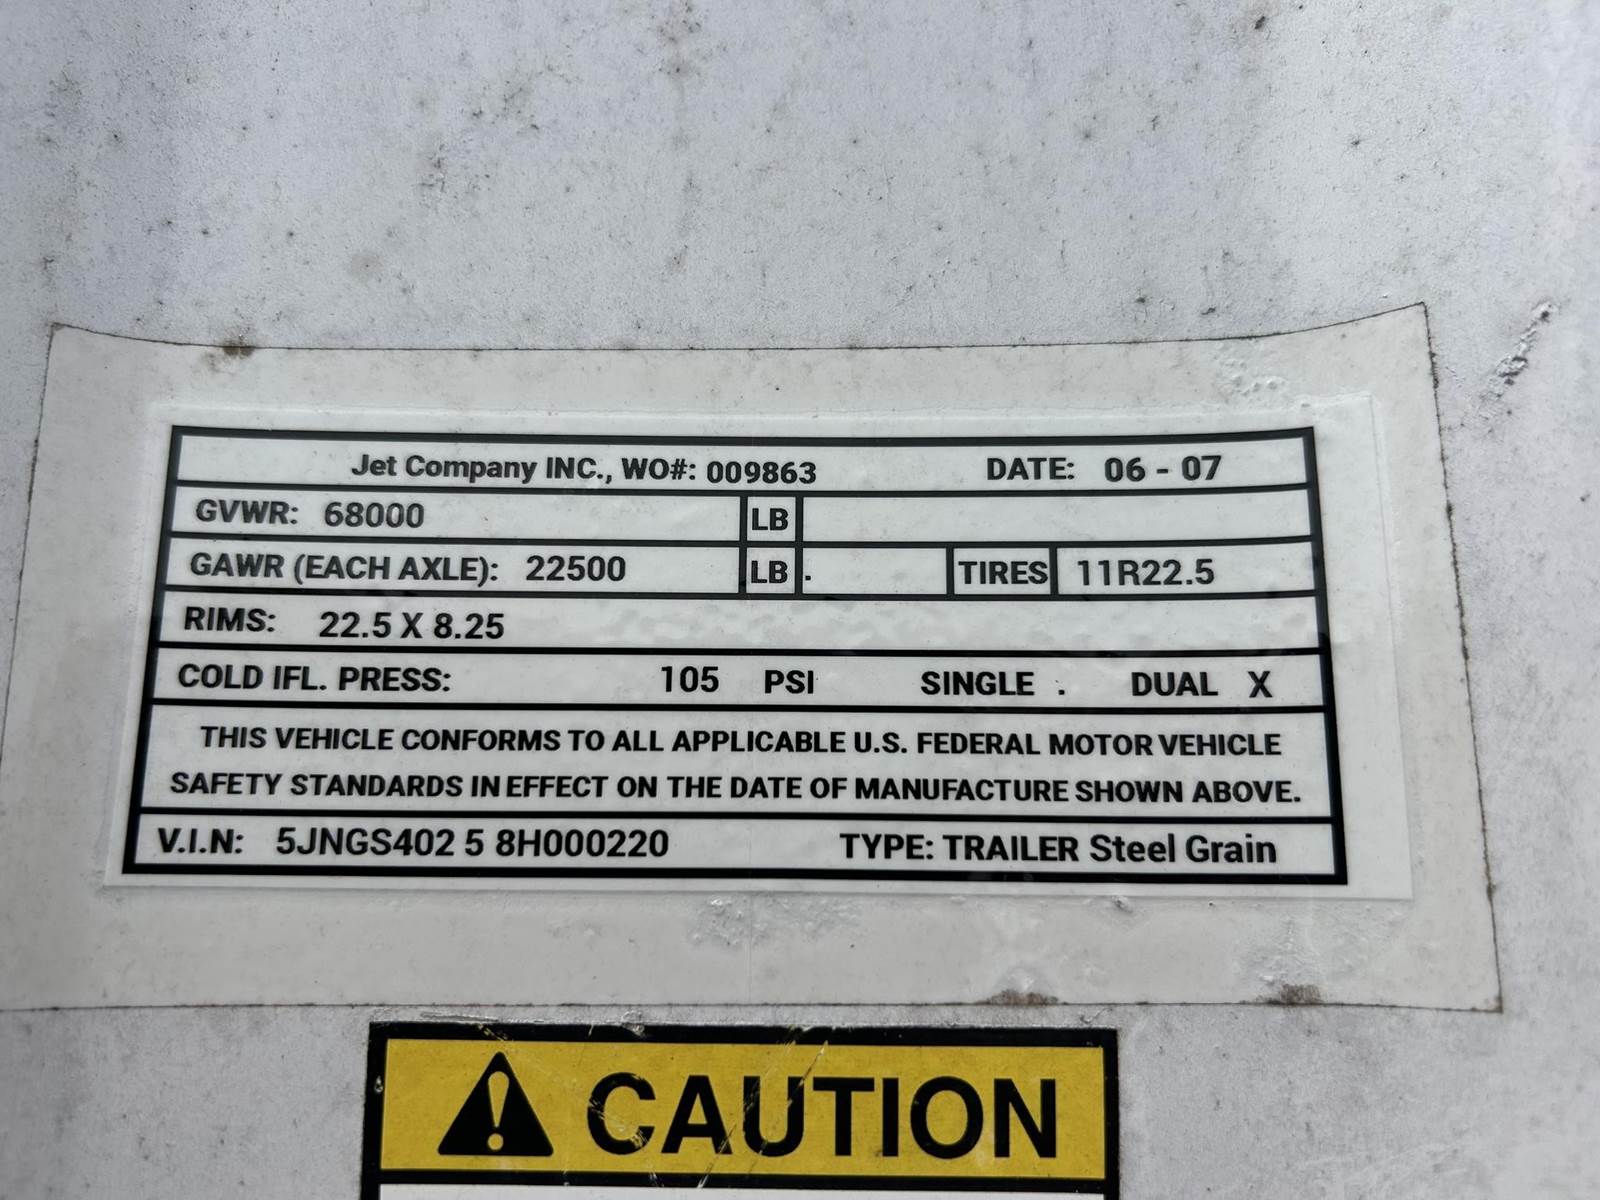 Jet Company INC., WO#: 009863 DATE: 06 - 07
GVWR: 68000 LB
GAWR (EACH AXLE): 22500 LB . TIRES 11R22.5
RIMS: 22.5 X 8.25
COLD IFL. PRESS: 105 PSI SINGLE . DUAL X
THIS VEHICLE CONFORMS TO ALL APPLICABLE U.S. FEDERAL MOTOR VEHICLE
SAFETY STANDARDS IN EFFECT ON THE DATE OF MANUFACTURE SHOWN ABOVE.
V.I.N: 5JNGS402 5 8H000220 TYPE: TRAILER Steel Grain
CAUTION